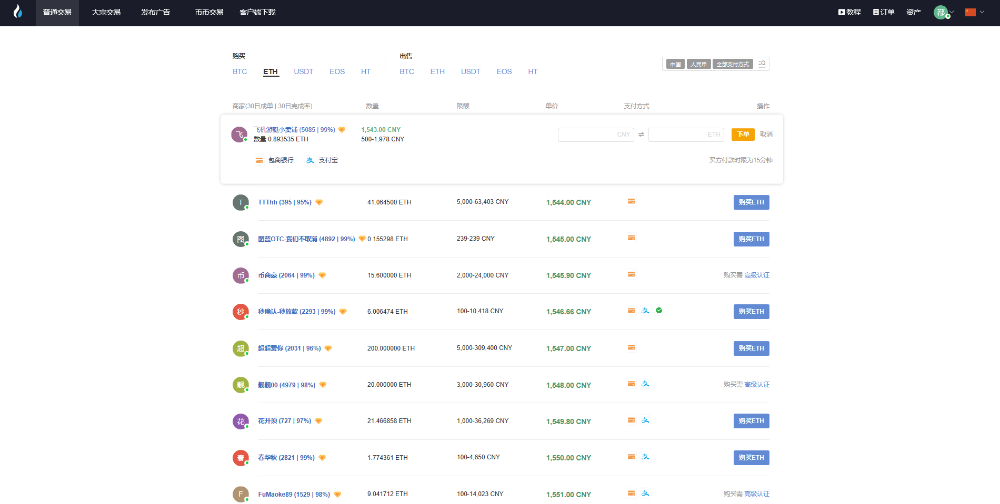 普通交易 大宗交易 发布广告 币币交易 客户端下载 教程 订单 资产 都
购买 出售
BTC ETH USDT EOS HT BTC ETH USDT EOS HT 中国 人民币 全部支付方式
商家(30日成单 | 30日完成率) 数量 限额 单价 支付方式 操作
飞 飞机游艇小卖铺 (5085 | 99%) 1,543.00 CNY CNY ETH 下单 取消
数量 0.893535 ETH 500-1,978 CNY
包商银行 支付宝 买方付款时限为15分钟
T TTThh (395 | 95%) 41.064500 ETH 5,000-63,403 CNY 1,544.00 CNY 购买ETH
图 图蓝OTC-我们不取消 (4892 | 99%) 0.155298 ETH 239-239 CNY 1,545.00 CNY 购买ETH
币 币商豪 (2064 | 99%) 15.600000 ETH 2,000-24,000 CNY 1,545.90 CNY 购买需 高级认证
秒 秒确认-秒放款 (2293 | 99%) 6.006474 ETH 100-10,418 CNY 1,546.66 CNY 购买ETH
超 超超爱你 (2031 | 96%) 200.000000 ETH 5,000-309,400 CNY 1,547.00 CNY 购买ETH
靓 靓靓00 (4979 | 98%) 20.000000 ETH 3,000-30,960 CNY 1,548.00 CNY 购买需 高级认证
花 花开须 (727 | 97%) 21.466858 ETH 1,000-36,269 CNY 1,549.80 CNY 购买ETH
春 春华秋 (2821 | 99%) 1.774361 ETH 100-4,650 CNY 1,550.00 CNY 购买ETH
F FuMaoke89 (1529 | 98%) 9.041712 ETH 100-14,023 CNY 1,551.00 CNY 购买需 高级认证